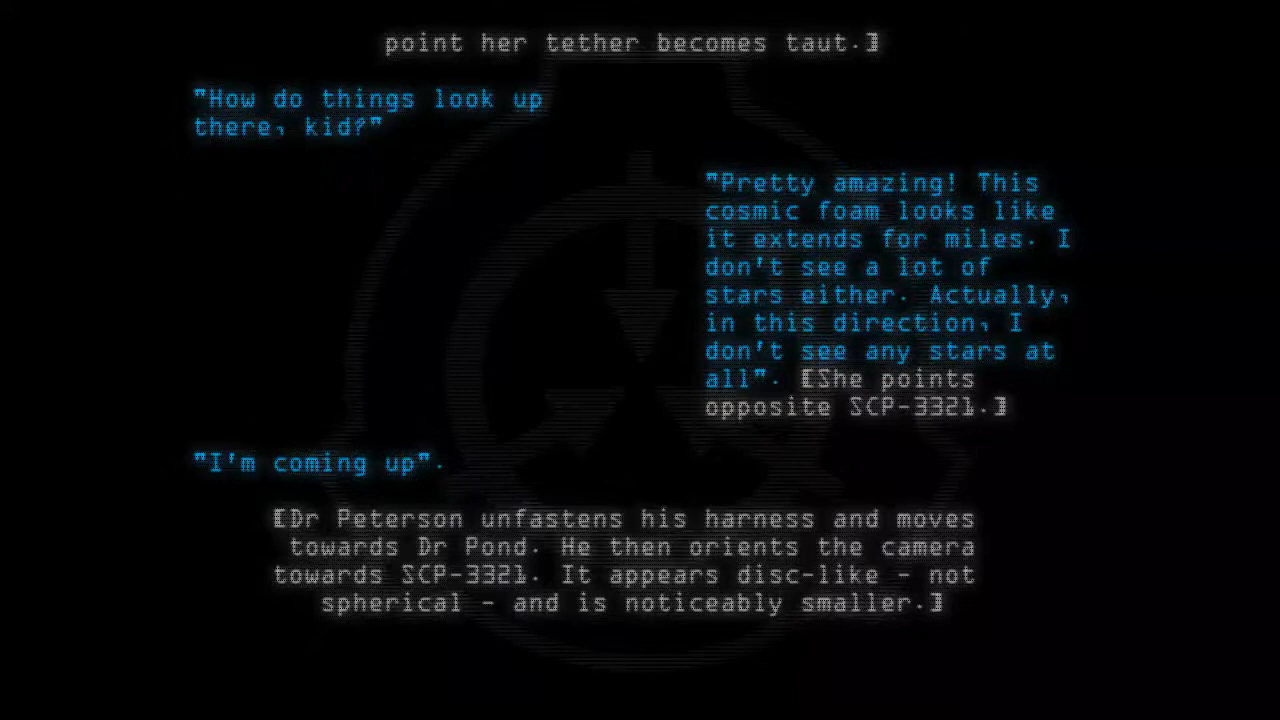 point her tether becomes taut.]
"How do things look up
there, kid?"
"Pretty amazing! This
cosmic foam looks like
it extends for miles. I
don't see a lot of
stars either. Actually,
in this direction, I
don't see any stars at
all". [She points
opposite SCP-3321.]
"I'm coming up".
[Dr Peterson unfastens his harness and moves
towards Dr Pond. He then orients the camera
towards SCP-3321. It appears disc-like - not
spherical - and is noticeably smaller.]